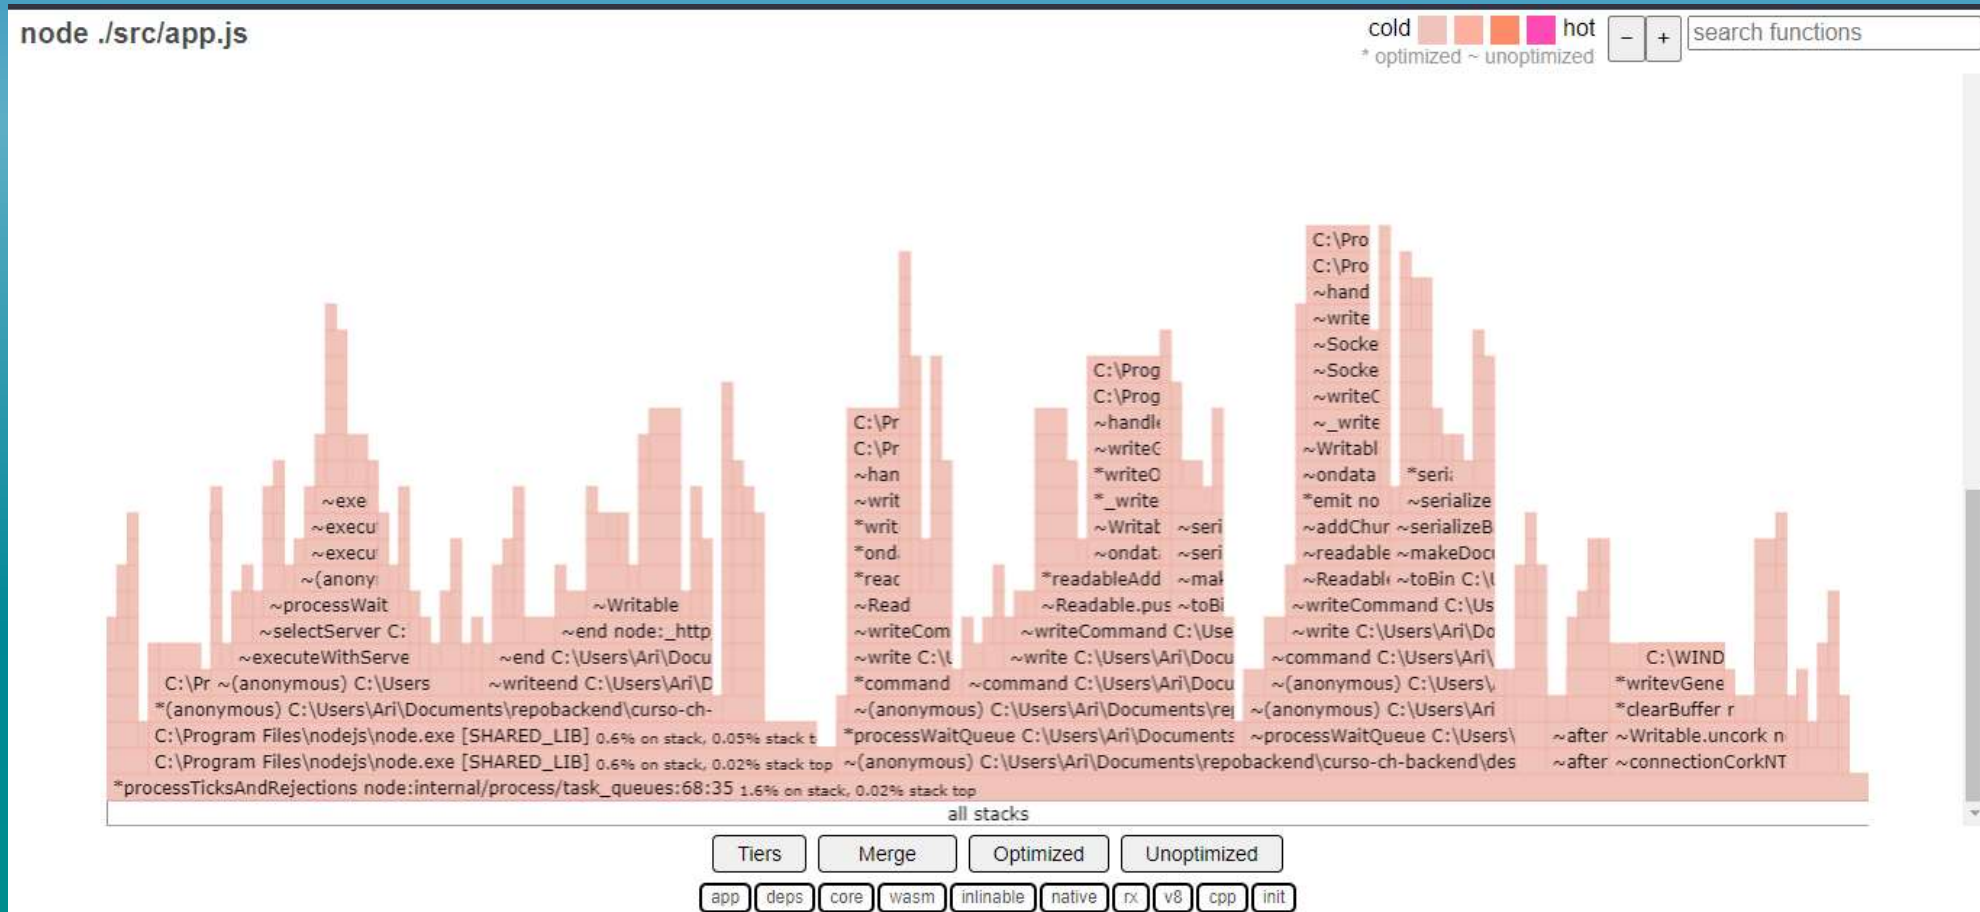 node ./src/app.js
cold hot
* optimized ~ unoptimized
− +
search functions
C:\Pro
C:\Pro
~hand
~write
~Socke
C:\Prog ~Socke
C:\Prog ~writeC
C:\Pr ~handle ~_write
C:\Pr ~writeG ~Writabl
~han *writeO ~ondata *seri
~exe ~writ *_write *emit no ~serialize
~execu *writ ~Writab ~seri ~addChun ~serializeB
~execu *ond ~ondat ~seri ~readable ~makeDoc
~(anony *reac *readableAdd ~mak ~Readabl ~toBin C:\
~processWait ~Writable ~Read ~Readable.pus ~toBi ~writeCommand C:\Us
~selectServer C: ~end node:_http ~writeCom ~writeCommand C:\Use ~write C:\Users\Ari\Do
~executeWithServe ~end C:\Users\Ari\Docu ~write C:\ ~write C:\Users\Ari\Docu ~command C:\Users\Ari\ C:\WIND
C:\Pr ~(anonymous) C:\Users ~writeend C:\Users\Ari\D *command ~command C:\Users\Ari\Docu ~(anonymous) C:\Users\ *writevGene
*(anonymous) C:\Users\Ari\Documents\repobackend\curso-ch- ~(anonymous) C:\Users\Ari\Documents\re ~(anonymous) C:\Users\Ari *clearBuffer r
C:\Program Files\nodejs\node.exe [SHARED_LIB] 0.6% on stack, 0.05% stack t *processWaitQueue C:\Users\Ari\Documents ~processWaitQueue C:\Users\ ~after ~Writable.uncork n
C:\Program Files\nodejs\node.exe [SHARED_LIB] 0.6% on stack, 0.02% stack top ~(anonymous) C:\Users\Ari\Documents\repobackend\curso-ch-backend\des ~after ~connectionCorkNT
*processTicksAndRejections node:internal/process/task_queues:68:35 1.6% on stack, 0.02% stack top
all stacks
Tiers Merge Optimized Unoptimized
app deps core wasm inlinable native rx v8 cpp init